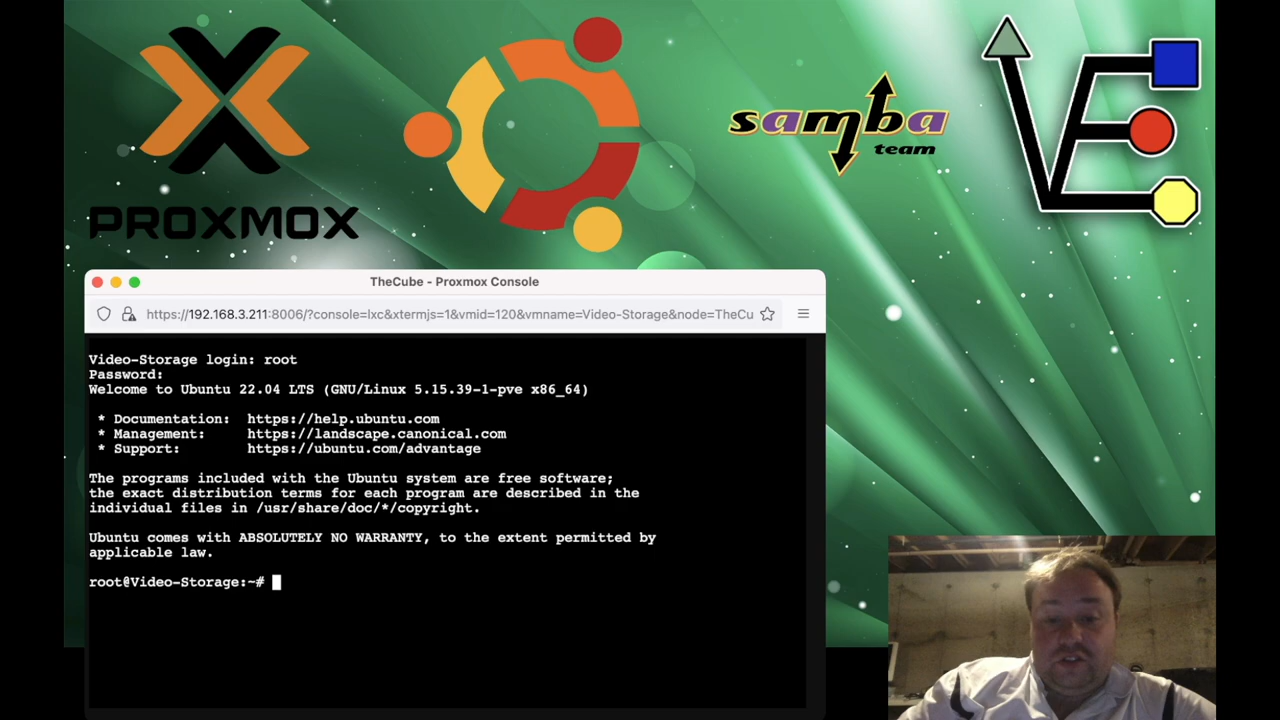 PROXMOX
samba
team
TheCube - Proxmox Console
https://192.168.3.211:8006/?console=lxc&xtermjs=1&vmid=120&vmname=Video-Storage&node=TheCu
Video-Storage login: root
Password:
Welcome to Ubuntu 22.04 LTS (GNU/Linux 5.15.39-1-pve x86_64)
* Documentation: https://help.ubuntu.com
* Management: https://landscape.canonical.com
* Support: https://ubuntu.com/advantage
The programs included with the Ubuntu system are free software;
the exact distribution terms for each program are described in the
individual files in /usr/share/doc/*/copyright.
Ubuntu comes with ABSOLUTELY NO WARRANTY, to the extent permitted by
applicable law.
root@Video-Storage:~#